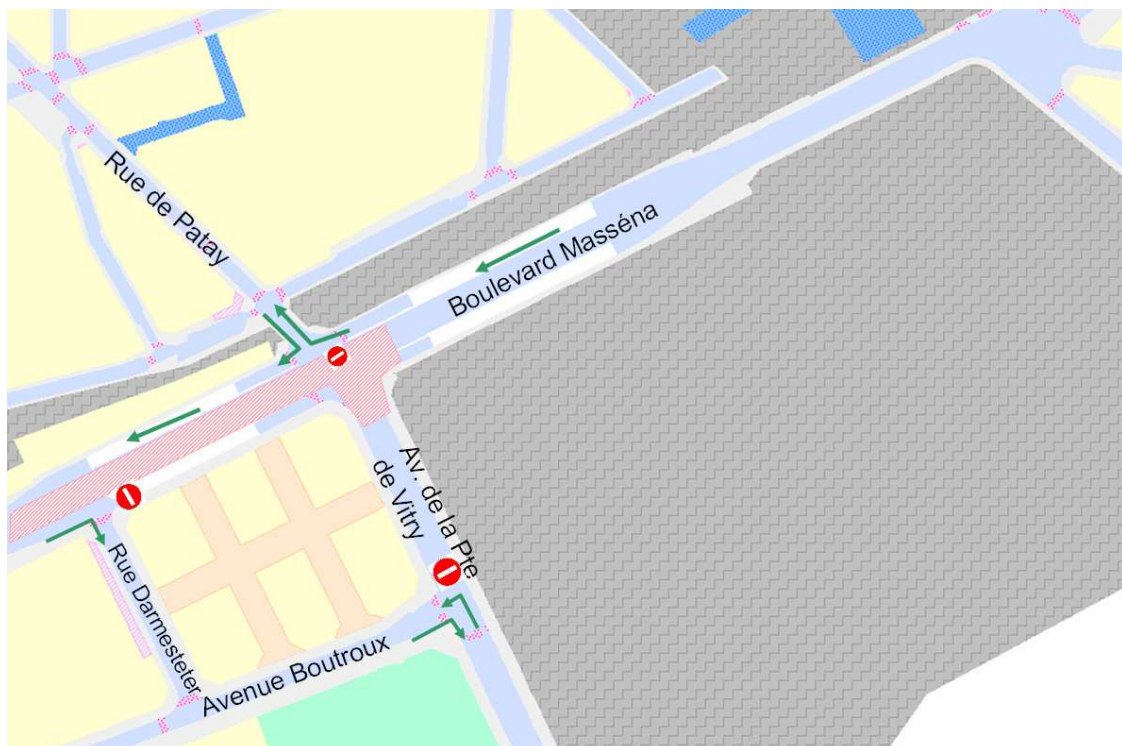 Rue de Patay
Boulevard Masséna
Av. de la Pte
de Vitry
Rue Darmesteter
Avenue Boutroux